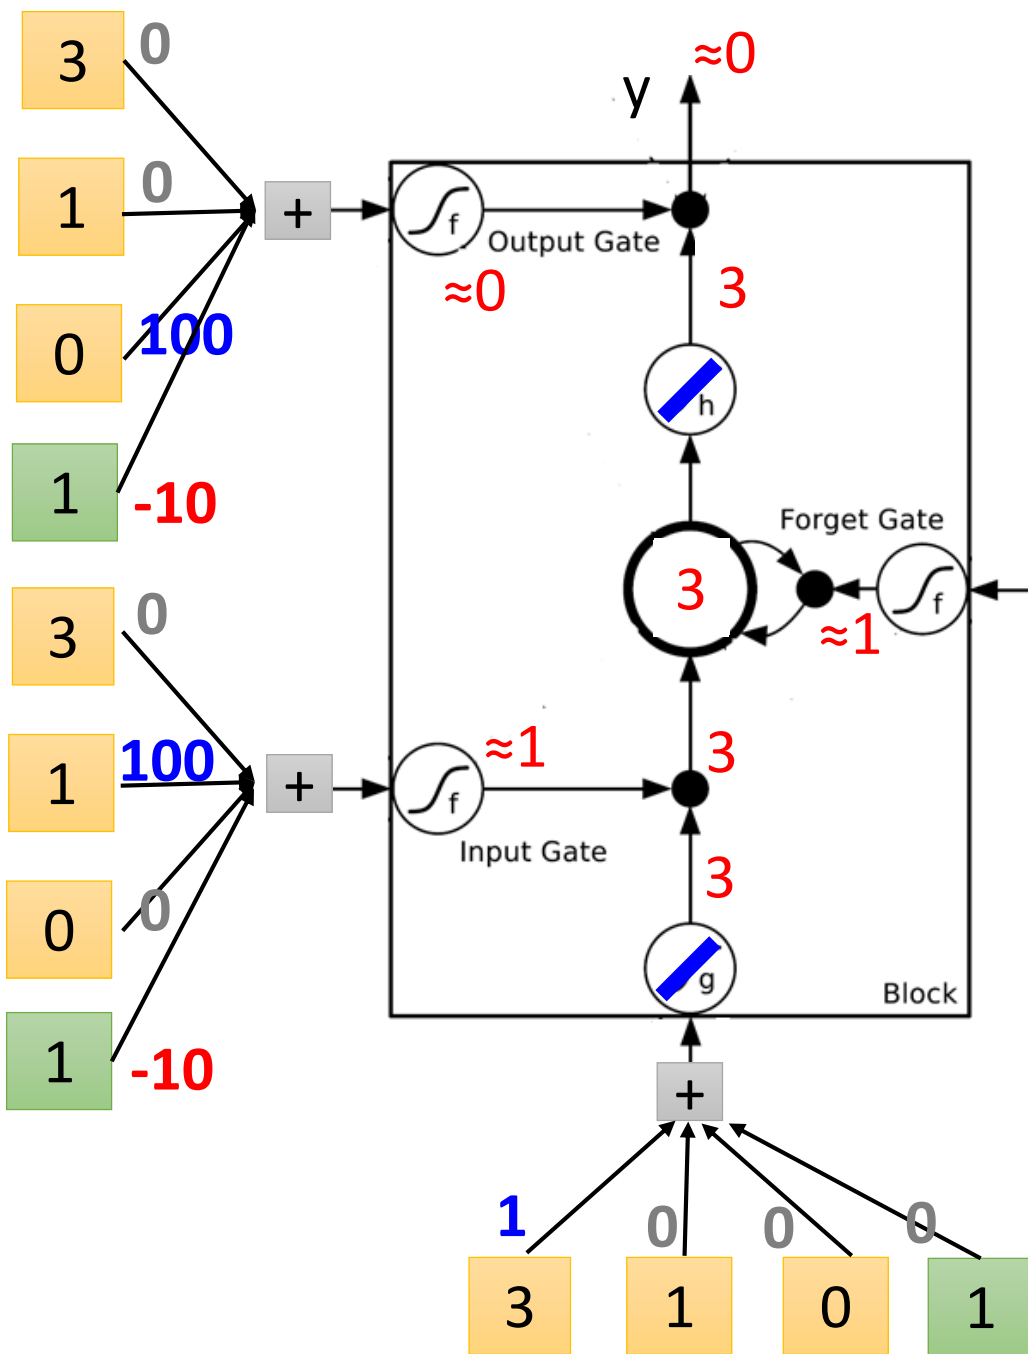 3 0
≈0
y
1 0
+
f
Output Gate
≈0
3
0 100
h
1 -10
Forget Gate
3
f
≈1
3 0
1 100
≈1
3
+
f
Input Gate
3
0 0
g
Block
1 -10
+
1 0 0 0
3 1 0 1